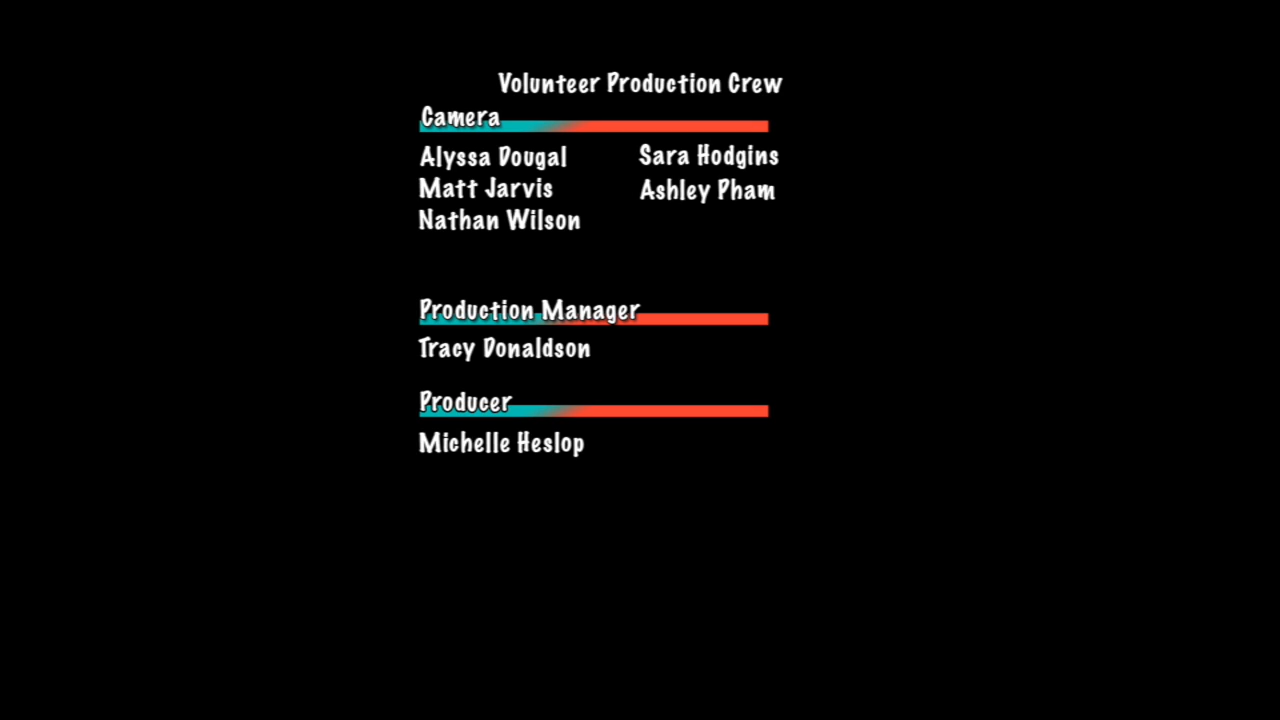 Volunteer Production Crew
Camera
Alyssa Dougal Sara Hodgins
Matt Jarvis Ashley Pham
Nathan Wilson
Production Manager
Tracy Donaldson
Producer
Michelle Heslop